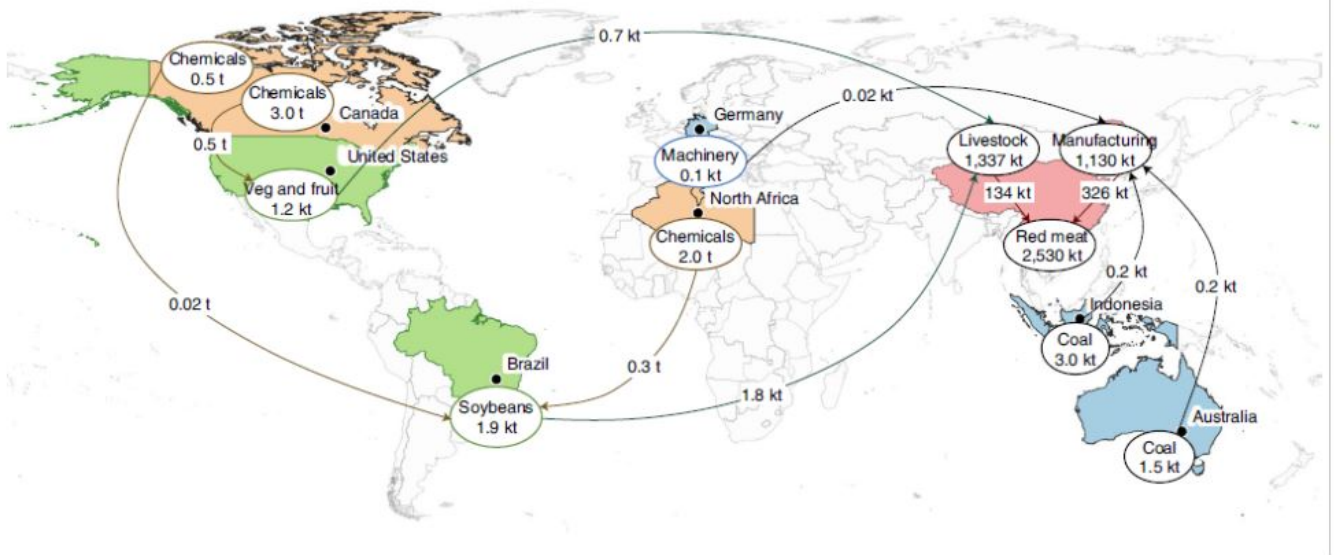 0.7 kt
Chemicals
0.5 t
Chemicals
3.0 t
Canada
0.5 t
United States
Veg and fruit
1.2 kt
0.02 kt
Germany
Machinery
0.1 kt
North Africa
Chemicals
2.0 t
Livestock
1,337 kt
Manufacturing
1,130 kt
134 kt
326 kt
Red meat
2,530 kt
0.2 kt
0.2 kt
Indonesia
Coal
3.0 kt
0.02 t
Brazil
0.3 t
Soybeans
1.9 kt
1.8 kt
Australia
Coal
1.5 kt